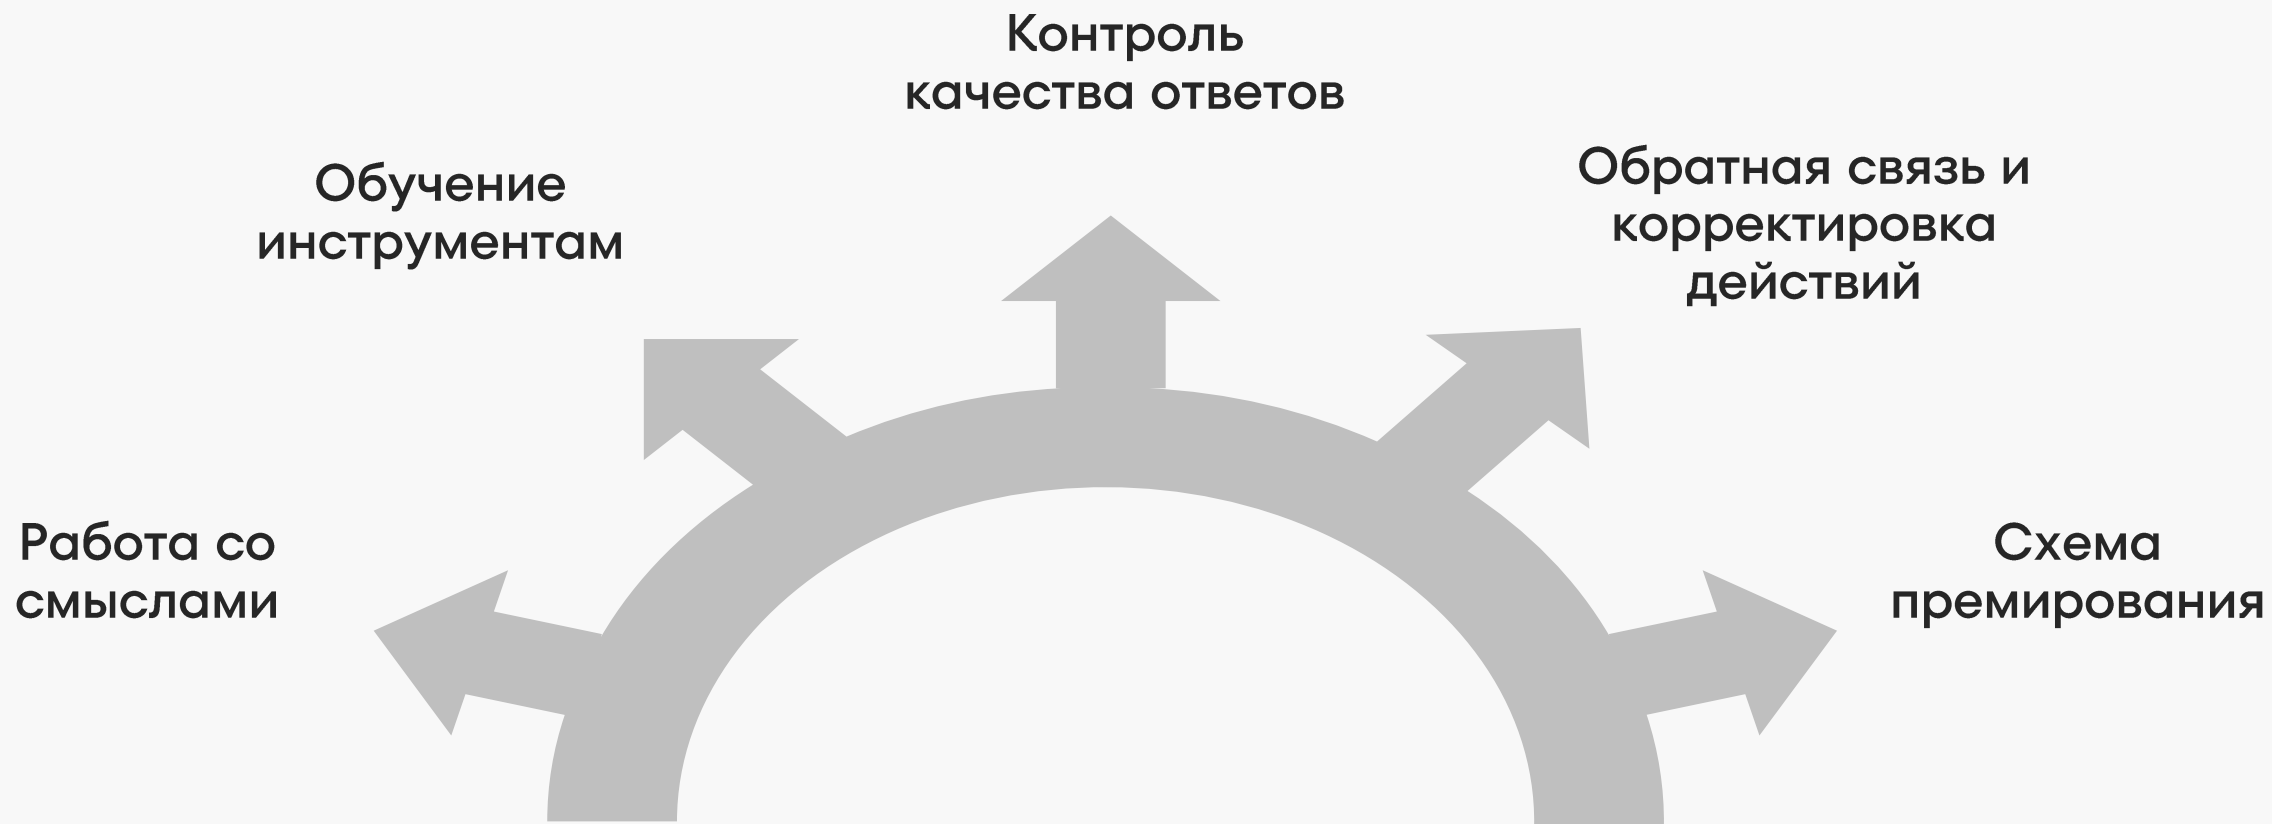 Контроль
качества ответов
Обучение
инструментам
Обратная связь и
корректировка
действий
Работа со
смыслами
Схема
премирования